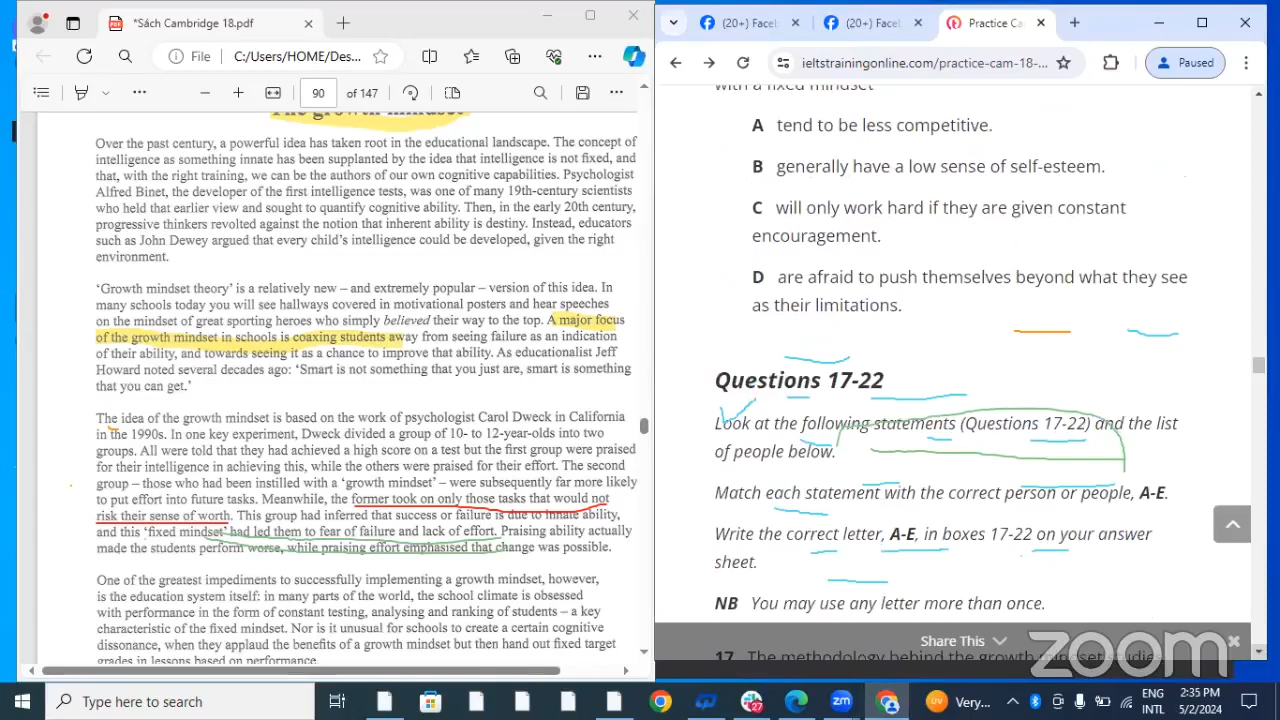 *Sách Cambridge 18.pdf
File
C:/Users/HOME/Des...
90
of 147
Over the past century, a powerful idea has taken root in the educational landscape. The concept of
intelligence as something innate has been supplanted by the idea that intelligence is not fixed, and
that, with the right training, we can be the authors of our own cognitive capabilities. Psychologist
Alfred Binet, the developer of the first intelligence tests, was one of many 19th-century scientists
who held that earlier view and sought to quantify cognitive ability. Then, in the early 20th century,
progressive thinkers revolted against the notion that inherent ability is destiny. Instead, educators
such as John Dewey argued that every child's intelligence could be developed, given the right
environment.
'Growth mindset theory' is a relatively new – and extremely popular – version of this idea. In
many schools today you will see hallways covered in motivational posters and hear speeches
on the mindset of great sporting heroes who simply believed their way to the top. A major focus
of the growth mindset in schools is coaxing students away from seeing failure as an indication
of their ability, and towards seeing it as a chance to improve that ability. As educationalist Jeff
Howard noted several decades ago: 'Smart is not something that you just are, smart is something
that you can get.'
The idea of the growth mindset is based on the work of psychologist Carol Dweck in California
in the 1990s. In one key experiment, Dweck divided a group of 10- to 12-year-olds into two
groups. All were told that they had achieved a high score on a test but the first group were praised
for their intelligence in achieving this, while the others were praised for their effort. The second
group – those who had been instilled with a 'growth mindset' – were subsequently far more likely
to put effort into future tasks. Meanwhile, the former took on only those tasks that would not
risk their sense of worth. This group had inferred that success or failure is due to innate ability,
and this 'fixed mindset' had led them to fear of failure and lack of effort. Praising ability actually
made the students perform worse, while praising effort emphasised that change was possible.
One of the greatest impediments to successfully implementing a growth mindset, however,
is the education system itself: in many parts of the world, the school climate is obsessed
with performance in the form of constant testing, analysing and ranking of students – a key
characteristic of the fixed mindset. Nor is it unusual for schools to create a certain cognitive
dissonance, when they applaud the benefits of a growth mindset but then hand out fixed target
grades in lessons based on performance.
(20+) Faceb
(20+) Faceb
Practice Ca
ieltstrainingonline.com/practice-cam-18-...
Paused
with a fixed mindset
A tend to be less competitive.
B generally have a low sense of self-esteem.
C will only work hard if they are given constant
encouragement.
D are afraid to push themselves beyond what they see
as their limitations.
Questions 17-22
Look at the following statements (Questions 17-22) and the list
of people below.
Match each statement with the correct person or people, A-E.
Write the correct letter, A-E, in boxes 17-22 on your answer
sheet.
NB You may use any letter more than once.
Share This
17 The methodology behind the growth mindset studies
zoom
Type here to search
27
zm
UV
Very...
ENG
INTL
2:35 PM
5/2/2024